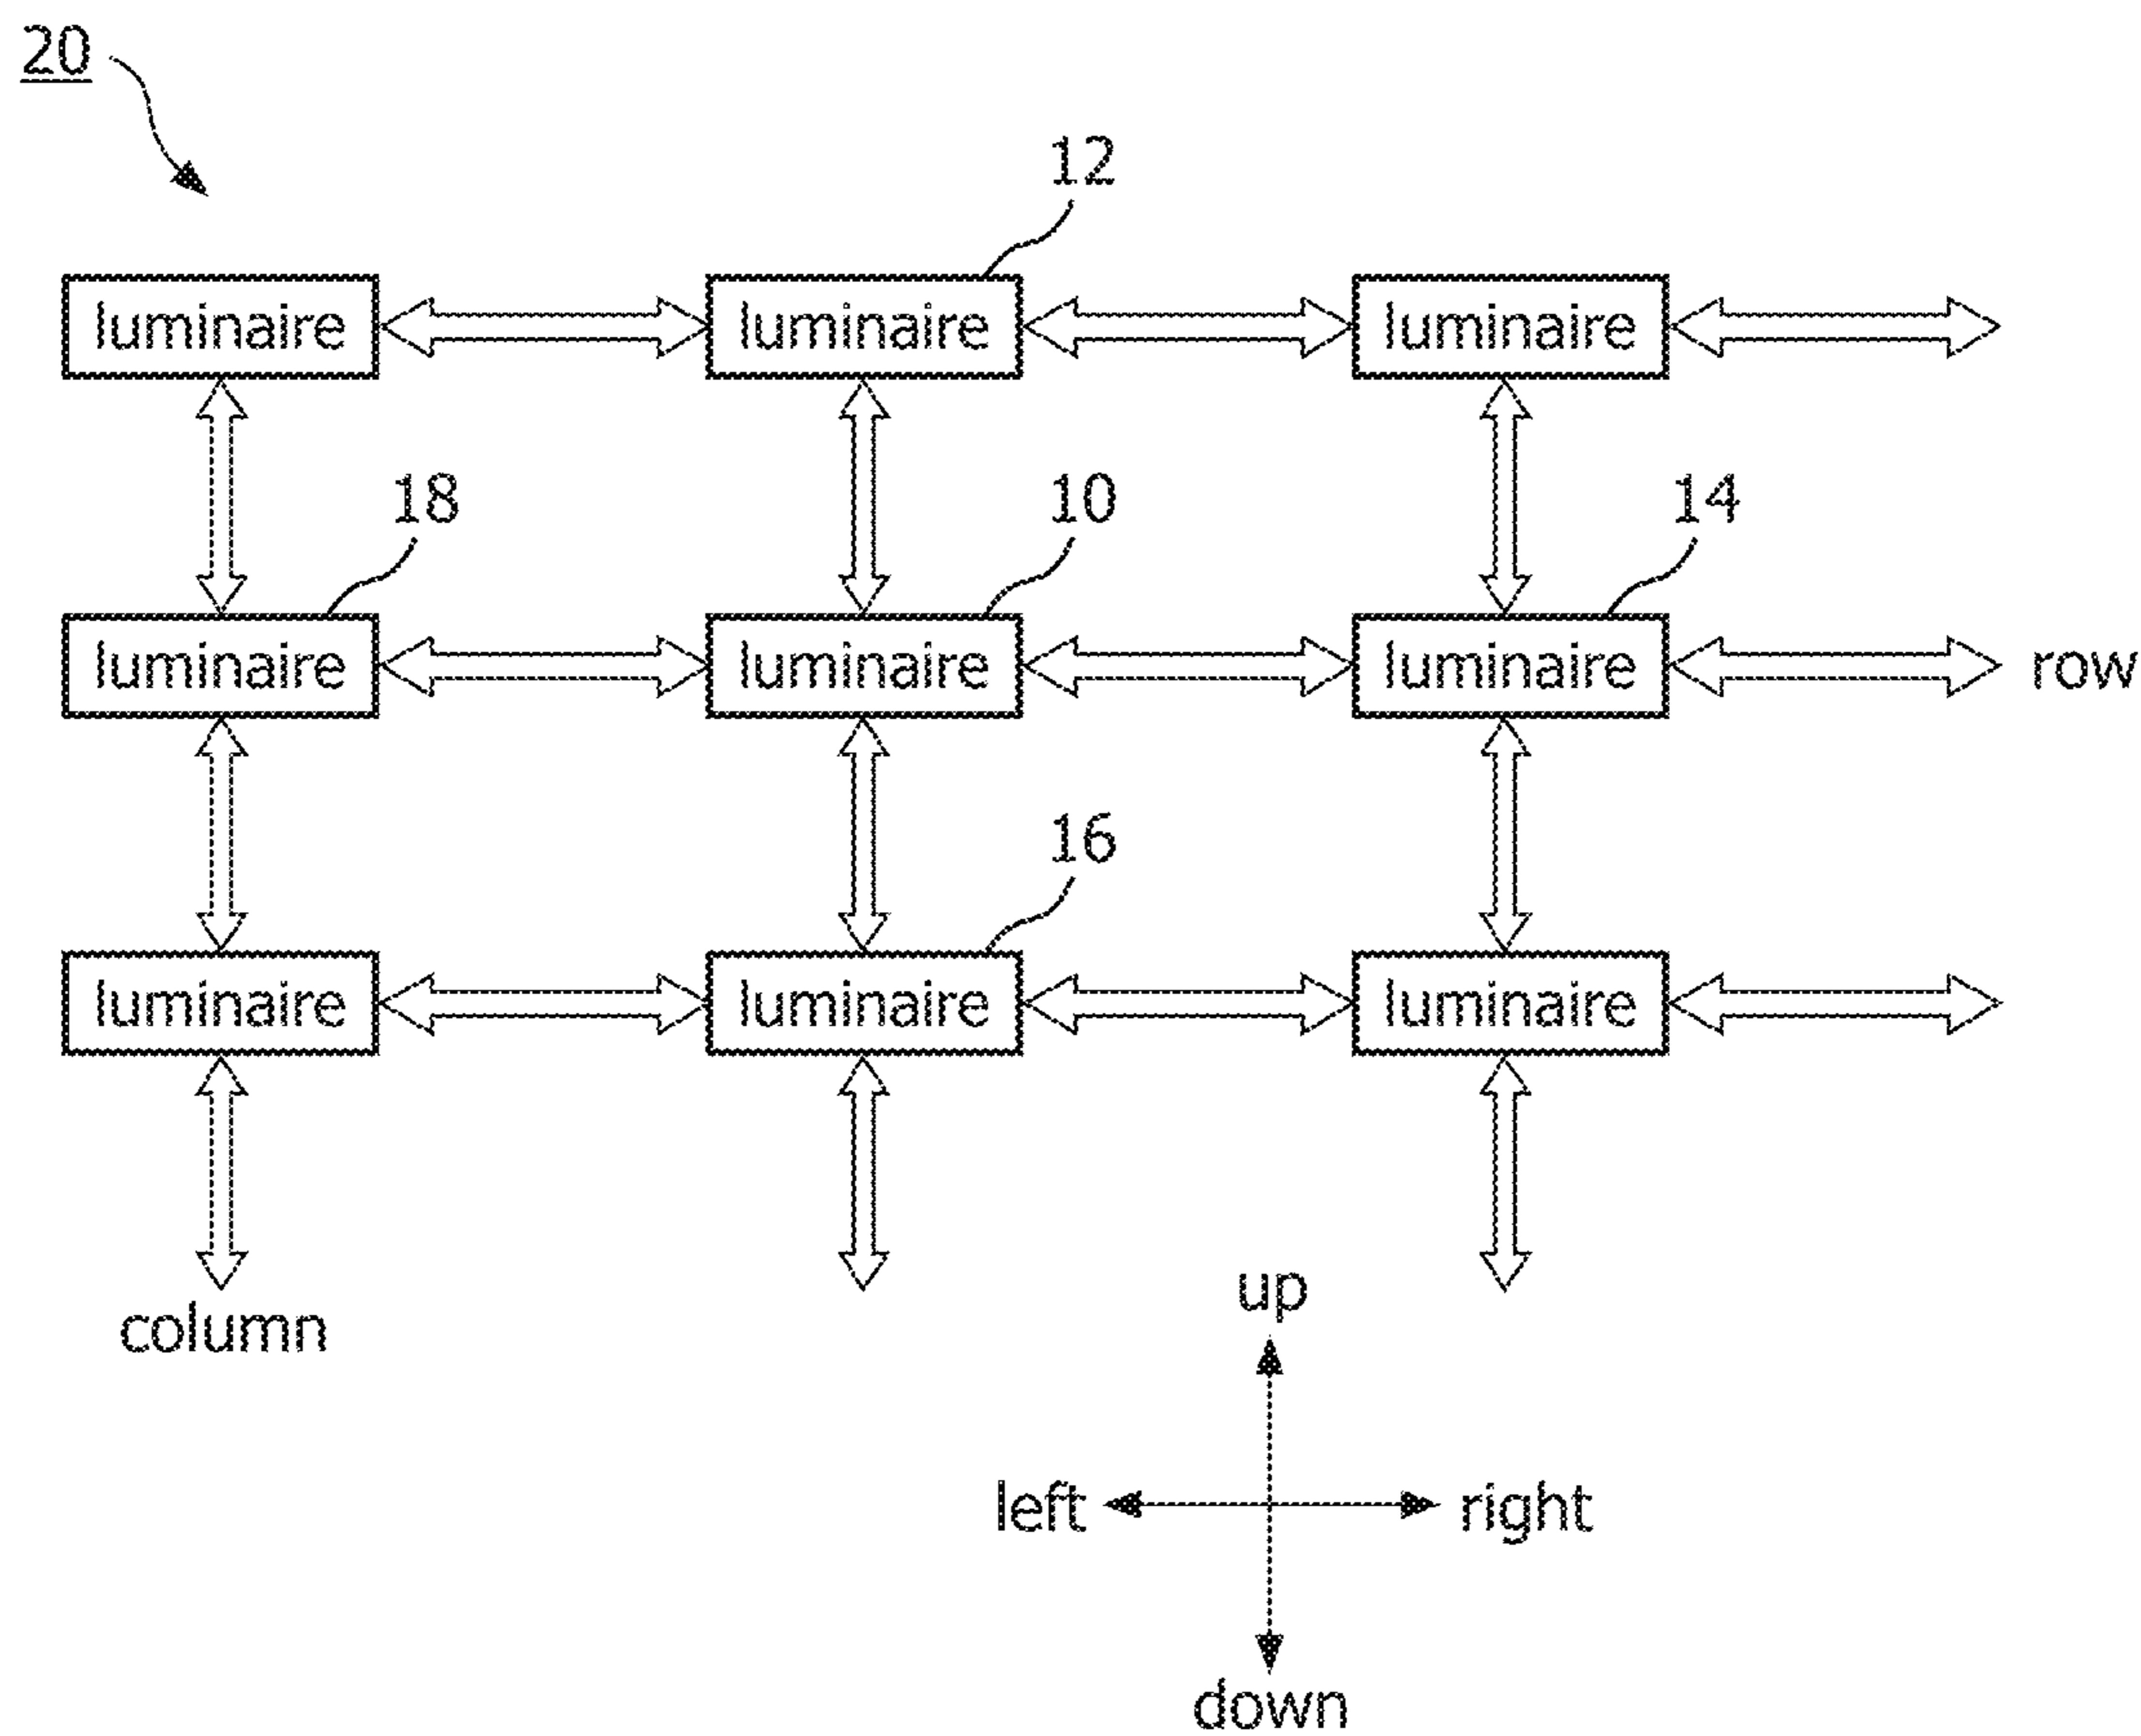 20
12
luminaire luminaire luminaire
18 10 14
luminaire luminaire luminaire row
16
luminaire luminaire luminaire
column
up
left right
down